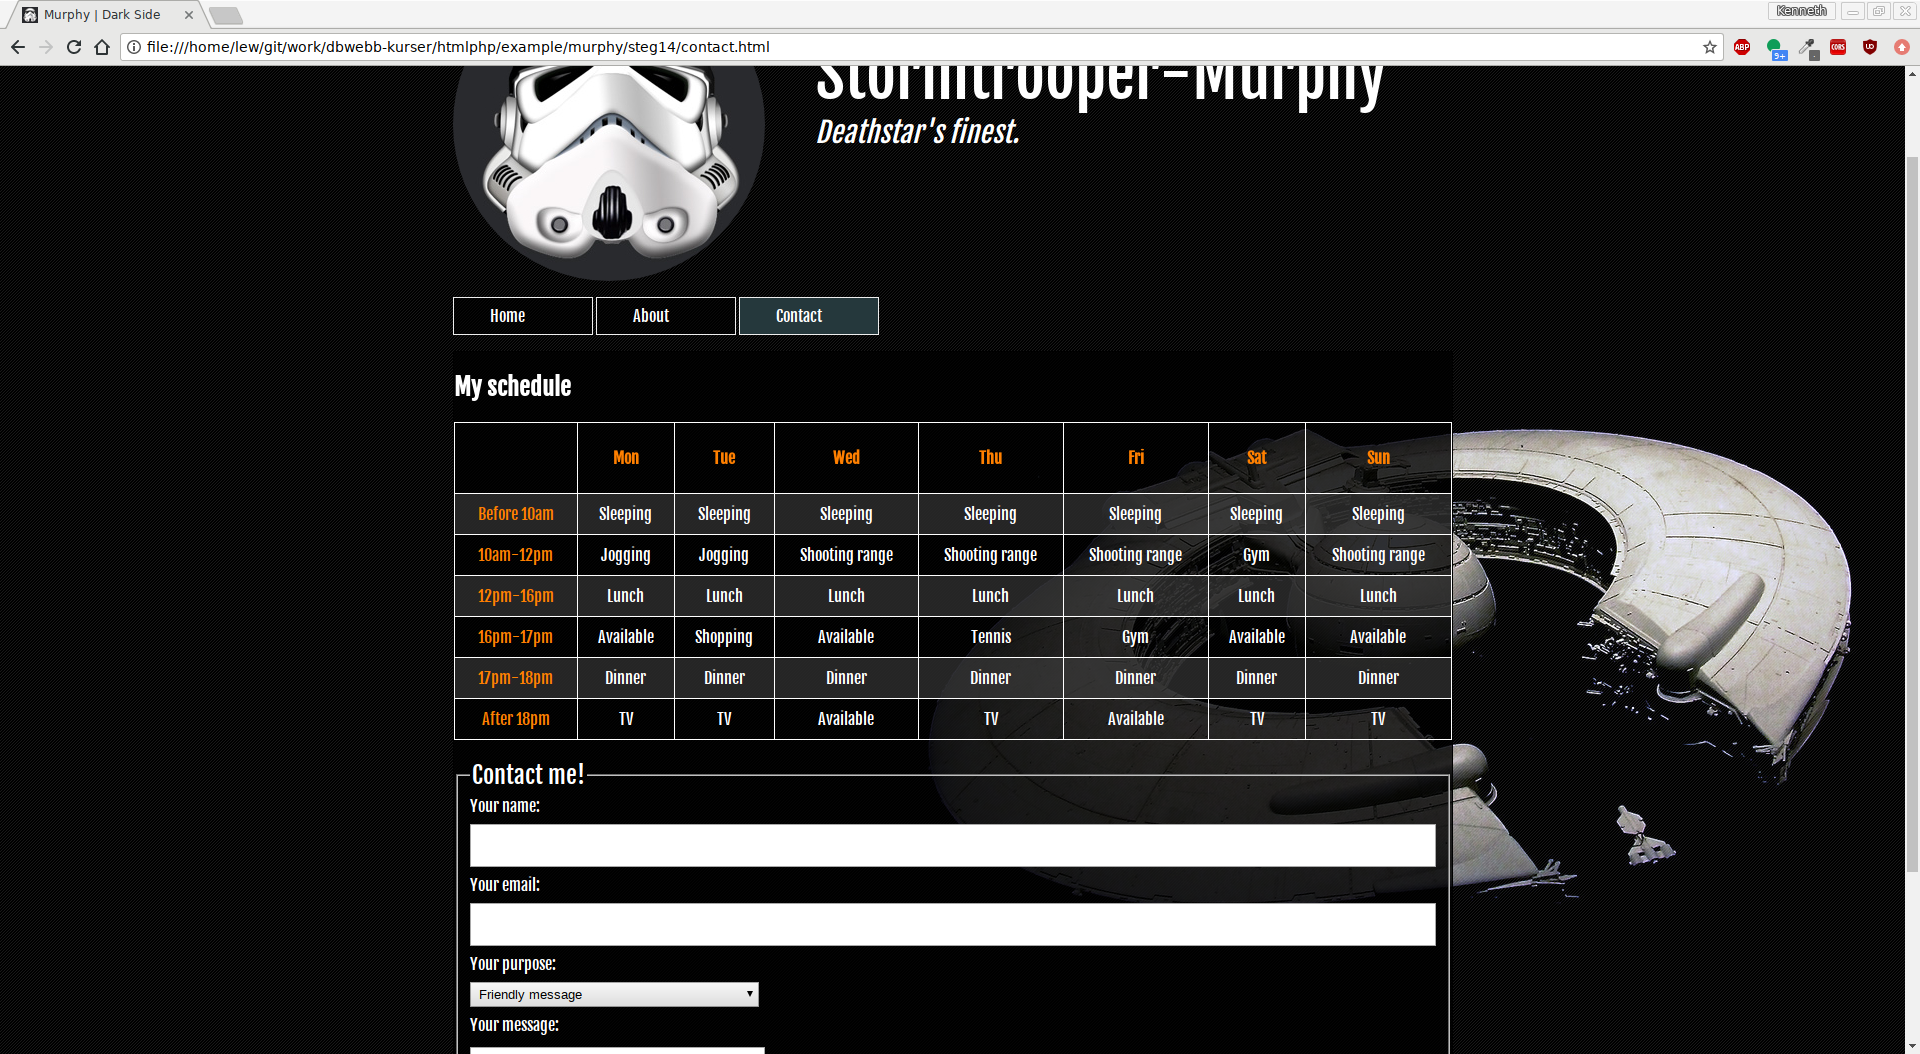 Murphy | Dark Side
Kenneth
file:///home/lew/git/work/dbwebb-kurser/htmlphp/example/murphy/steg14/contact.html
ABP
9+
CORS
Stormtrooper-Murphy
Deathstar's finest.
Home About Contact
My schedule
Mon Tue Wed Thu Fri Sat Sun
Before 10am Sleeping Sleeping Sleeping Sleeping Sleeping Sleeping Sleeping
10am-12pm Jogging Jogging Shooting range Shooting range Shooting range Gym Shooting range
12pm-16pm Lunch Lunch Lunch Lunch Lunch Lunch Lunch
16pm-17pm Available Shopping Available Tennis Gym Available Available
17pm-18pm Dinner Dinner Dinner Dinner Dinner Dinner Dinner
After 18pm TV TV Available TV Available TV TV
Contact me!
Your name:
Your email:
Your purpose:
Friendly message
Your message: